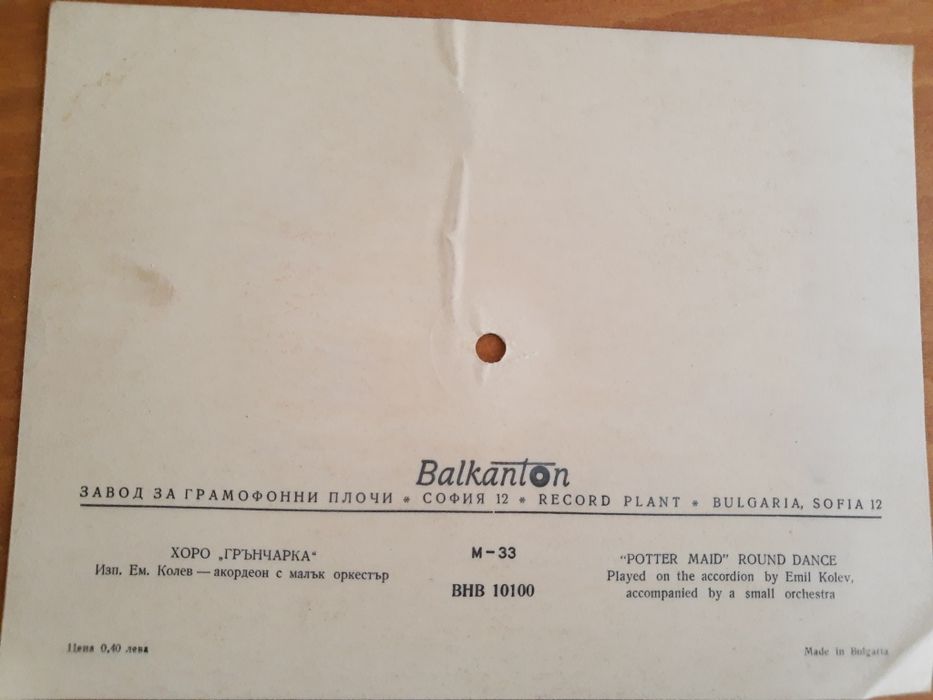 Balkanton
ЗАВОД ЗА ГРАМОФОННИ ПЛОЧИ * СОФИЯ 12 * RECORD PLANT * BULGARIA, SOFIA 12
ХОРО „ГРЪНЧАРКА“
Изп. Ем. Колев — акордеон с малък оркестър
М-33
ВНВ 10100
“POTTER MAID” ROUND DANCE
Played on the accordion by Emil Kolev,
accompanied by a small orchestra
Цена 0,40 лева
Made in Bulgaria